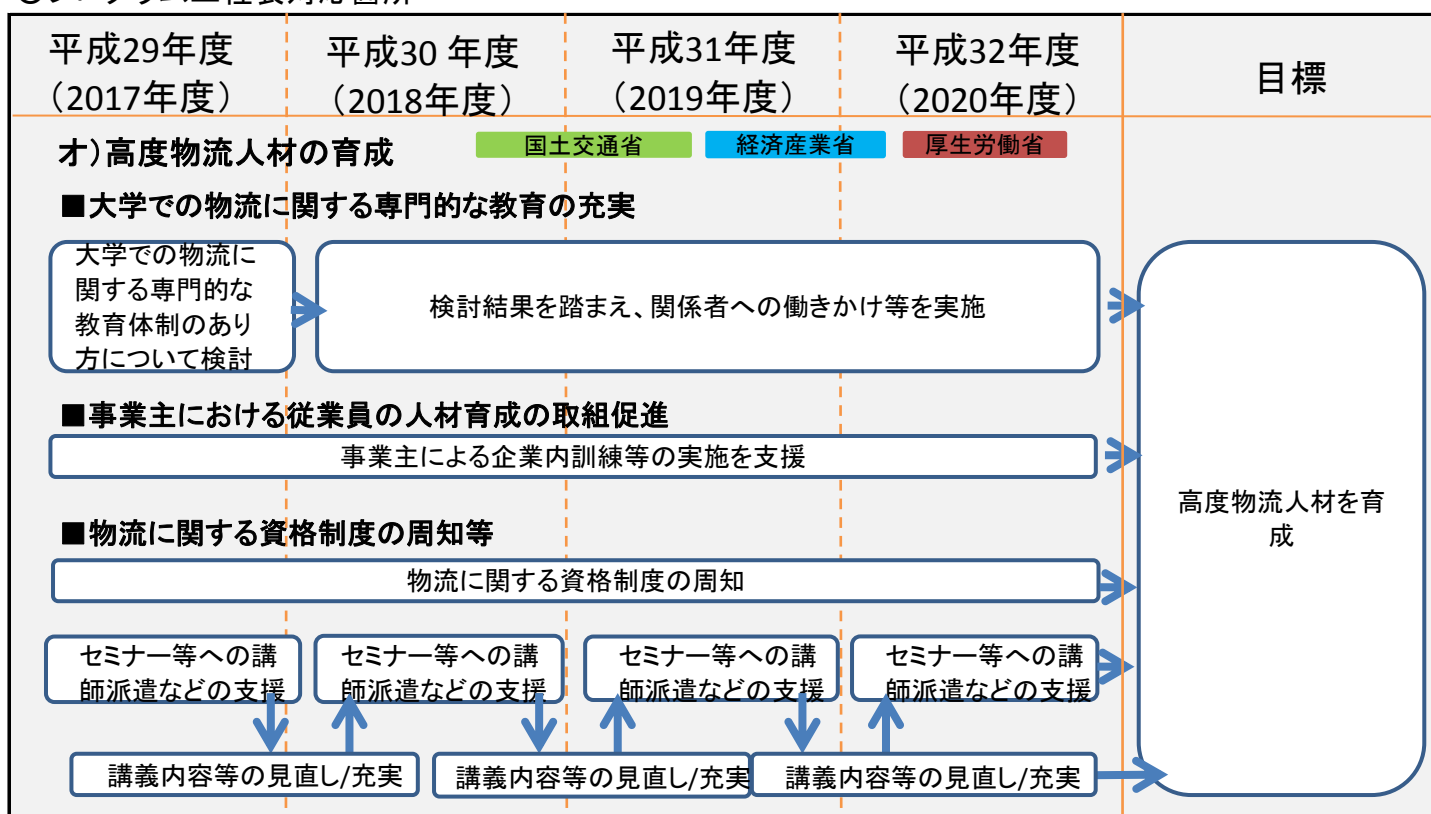 平成29年度
（2017年度）
平成30 年度
（2018年度）
平成31年度
（2019年度）
平成32年度
（2020年度）
目標
オ）高度物流人材の育成
国土交通省
経済産業省
厚生労働省
■大学での物流に関する専門的な教育の充実
大学での物流に
関する専門的な
教育体制のあり
方について検討
検討結果を踏まえ、関係者への働きかけ等を実施
■事業主における従業員の人材育成の取組促進
事業主による企業内訓練等の実施を支援
高度物流人材を育
成
■物流に関する資格制度の周知等
物流に関する資格制度の周知
セミナー等への講
師派遣などの支援
セミナー等への講
師派遣などの支援
セミナー等への講
師派遣などの支援
セミナー等への講
師派遣などの支援
講義内容等の見直し/充実
講義内容等の見直し/充実
講義内容等の見直し/充実